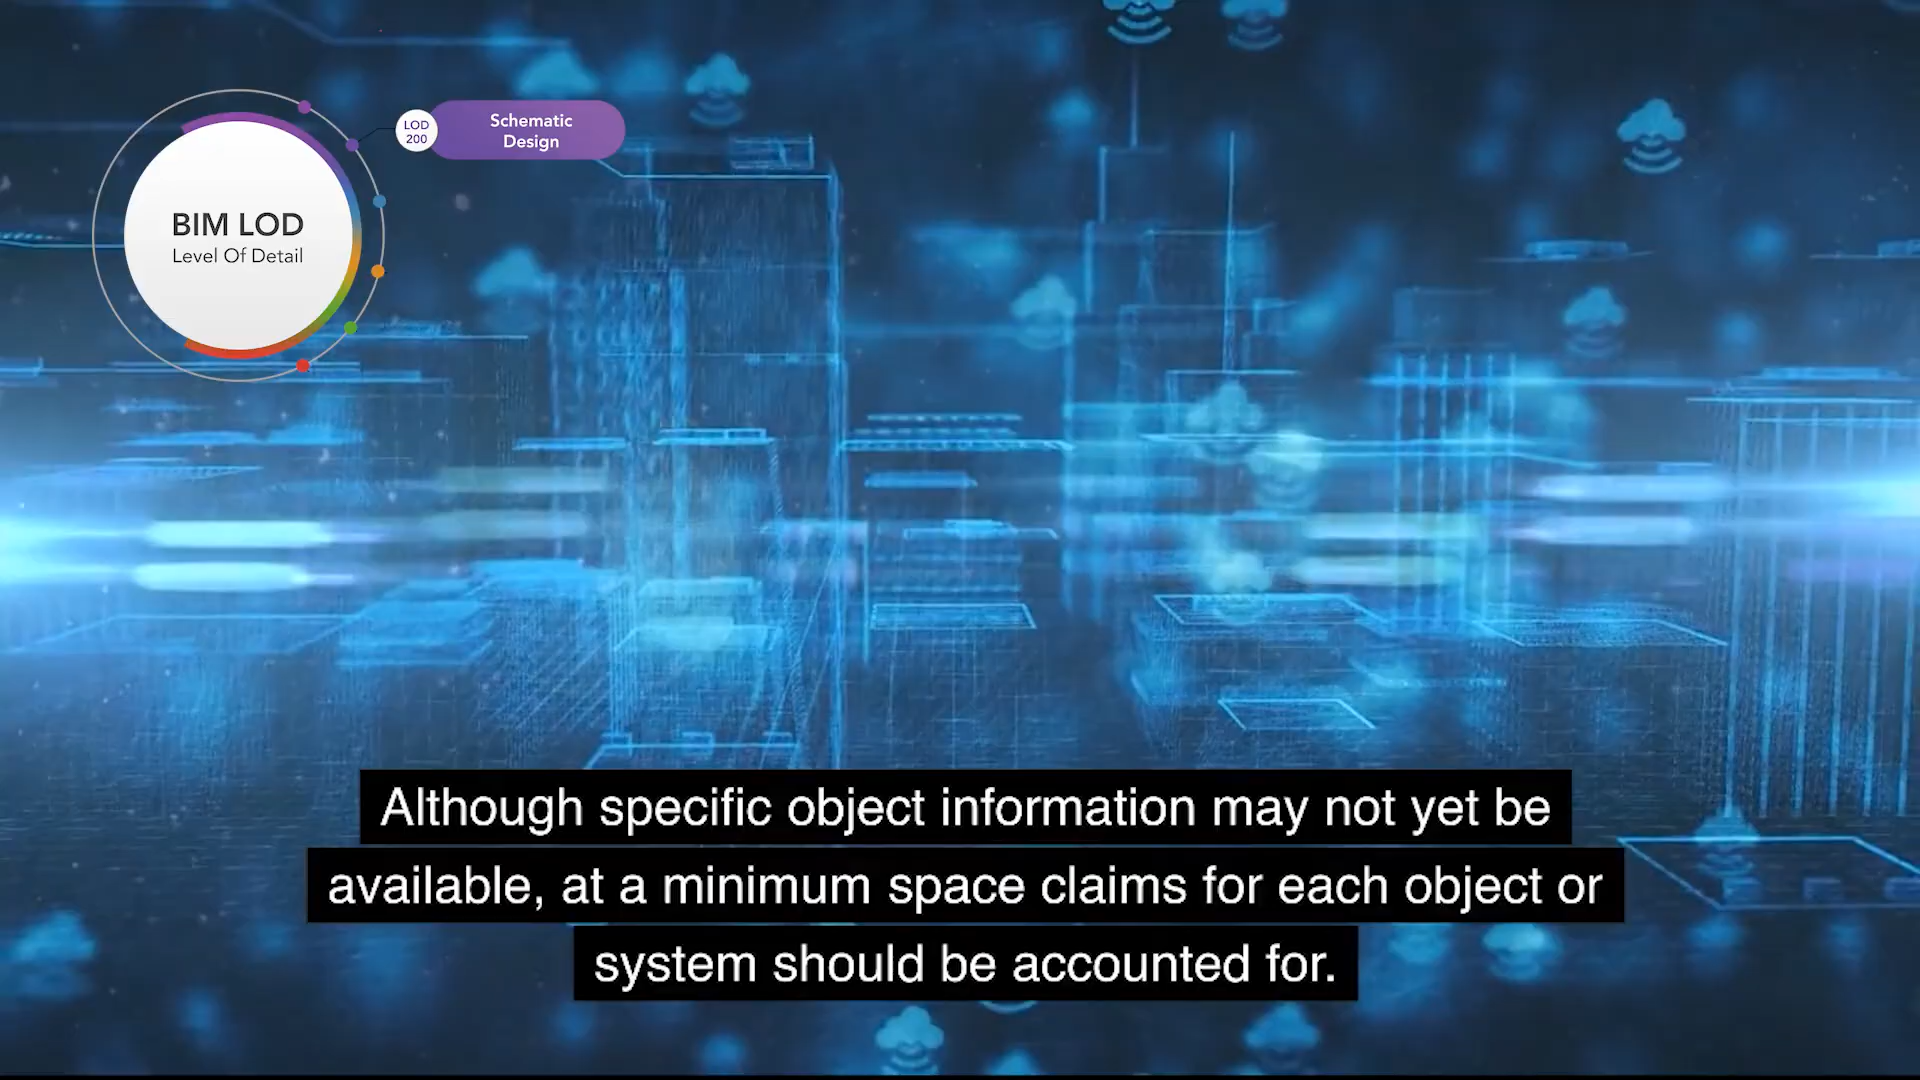 LOD
200
Schematic
Design
BIM LOD
Level Of Detail
Although specific object information may not yet be
available, at a minimum space claims for each object or
system should be accounted for.